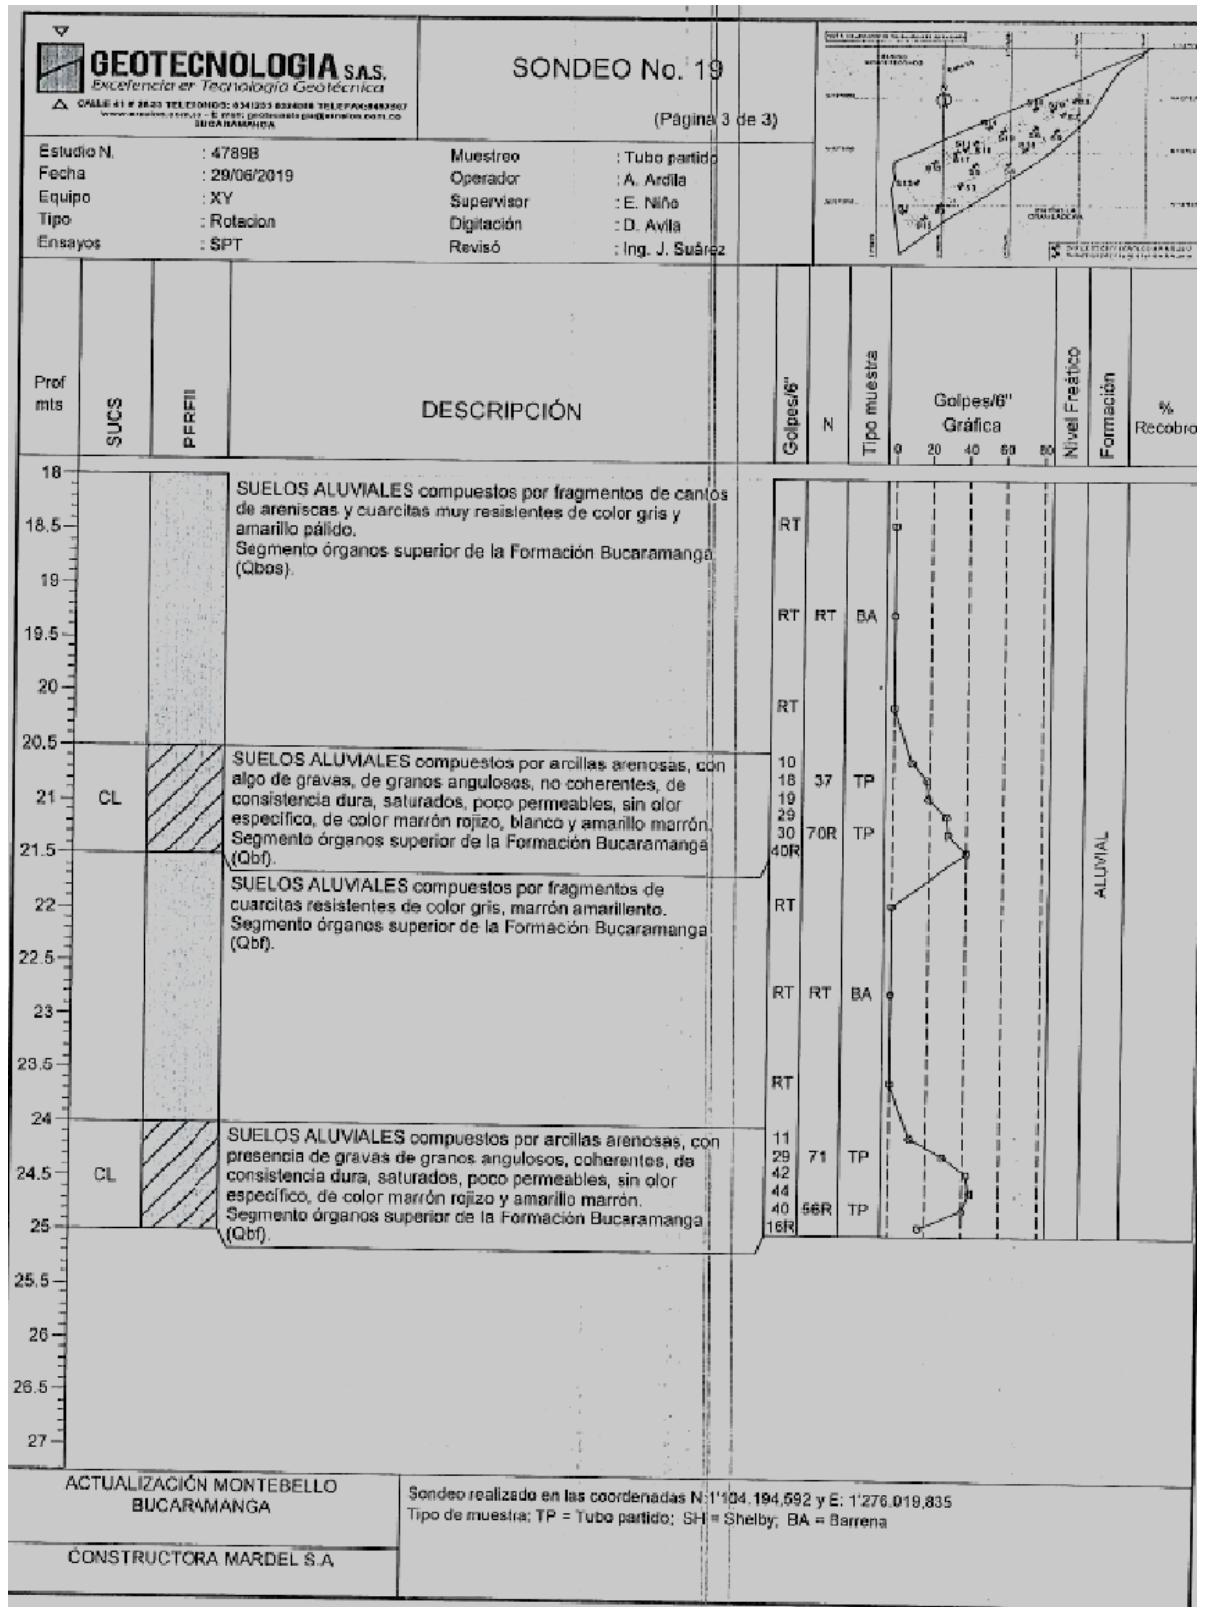 GEOTECNOLOGIA S.A.S.
Excelencia en Tecnología Geotécnica
BUCARAMANGA
SONDEO No. 19
(Página 3 de 3)
Estudio N. : 4789B
Fecha : 29/06/2019
Equipo : XY
Tipo : Rotacion
Ensayos : SPT
Muestreo : Tubo partido
Operador : A. Ardila
Supervisor : E. Niño
Digitación : D. Avila
Revisó : Ing. J. Suárez
Prof mts
SUCS
PERFIL
DESCRIPCIÓN
Golpes/6"
N
Tipo muestra
Golpes/6"
Gráfica
0 20 40 60 80
Nivel Freático
Formación
%
Recobro
18
SUELOS ALUVIALES compuestos por fragmentos de cantos
de areniscas y cuarcitas muy resistentes de color gris y
amarillo pálido.
Segmento órganos superior de la Formación Bucaramanga
(Qbos).
18.5
RT
19
19.5
RT RT BA
20
RT
20.5
SUELOS ALUVIALES compuestos por arcillas arenosas, con
algo de gravas, de granos angulosos, no coherentes, de
consistencia dura, saturados, poco permeables, sin olor
específico, de color marrón rojizo, blanco y amarillo marrón.
Segmento órganos superior de la Formación Bucaramanga
(Qbf).
21
CL
10
18 37 TP
19
29
30 70R TP
40R
21.5
SUELOS ALUVIALES compuestos por fragmentos de
cuarcitas resistentes de color gris, marrón amarillento.
Segmento órganos superior de la Formación Bucaramanga
(Qbf).
ALUVIAL
22
RT
22.5
23
RT RT BA
23.5
RT
24
SUELOS ALUVIALES compuestos por arcillas arenosas, con
presencia de gravas de granos angulosos, coherentes, de
consistencia dura, saturados, poco permeables, sin olor
específico, de color marrón rojizo y amarillo marrón.
Segmento órganos superior de la Formación Bucaramanga
(Qbf).
24.5
CL
11
29 71 TP
42
44
40 56R TP
16R
25
25.5
26
26.5
27
ACTUALIZACIÓN MONTEBELLO
BUCARAMANGA
CONSTRUCTORA MARDEL S.A
Sondeo realizado en las coordenadas N:1'104.194,592 y E: 1'276.019,835
Tipo de muestra; TP = Tubo partido; SH = Shelby; BA = Barrena